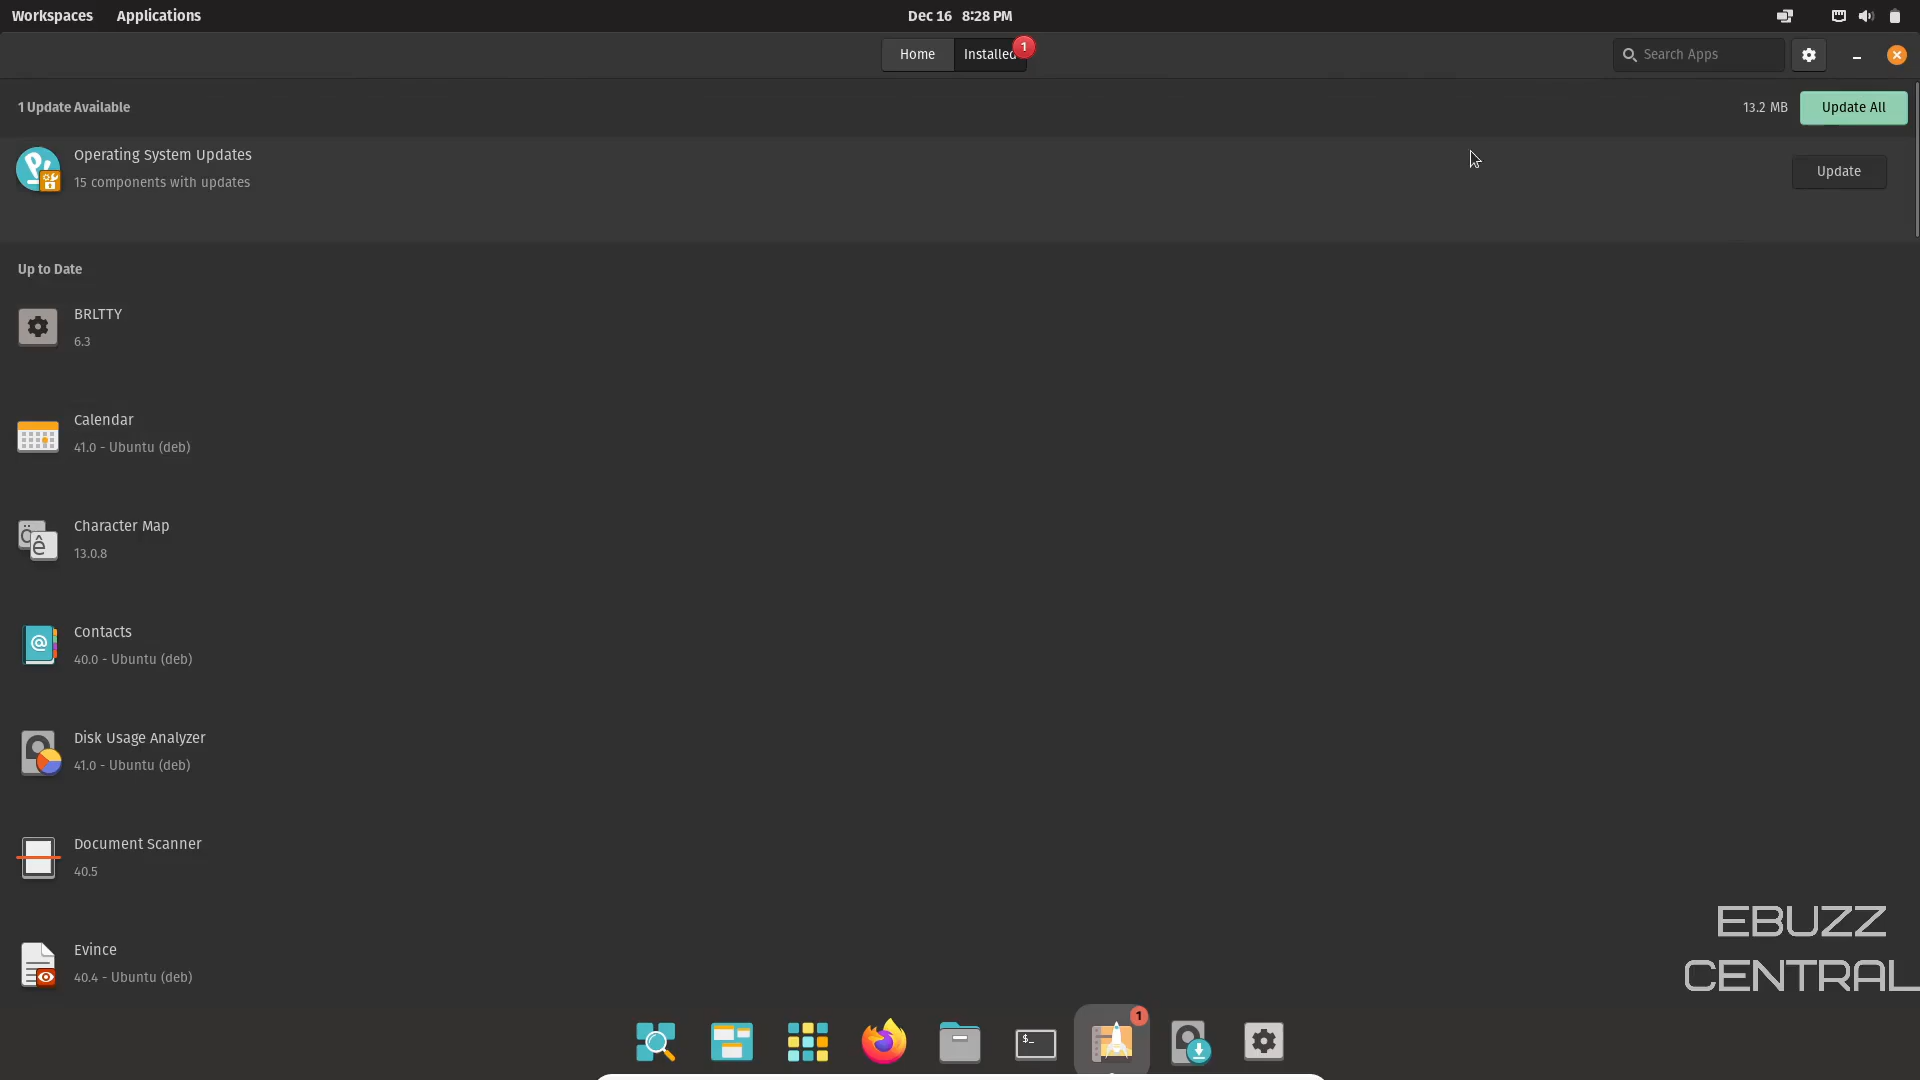 Workspaces Applications Dec 16 8:28 PM
Home Installed 1 Search Apps
1 Update Available 13.2 MB Update All
Operating System Updates
15 components with updates
Update
Up to Date
BRLTTY
6.3
Calendar
41.0 - Ubuntu (deb)
Character Map
13.0.8
Contacts
40.0 - Ubuntu (deb)
Disk Usage Analyzer
41.0 - Ubuntu (deb)
Document Scanner
40.5
Evince
40.4 - Ubuntu (deb)
EBUZZ
CENTRAL
$_
1